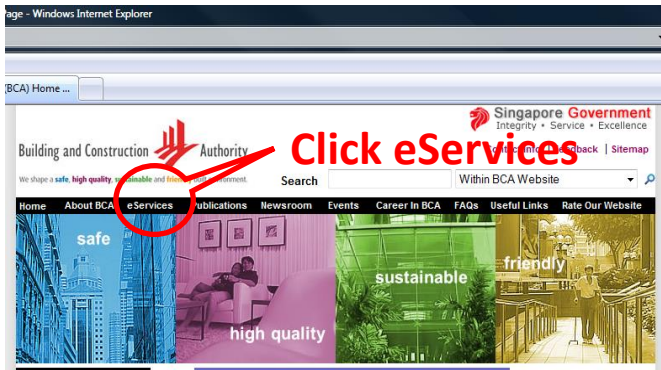 Page - Windows Internet Explorer
(BCA) Home ...
Singapore Government
Integrity • Service • Excellence
Building and Construction Authority
Click eServices
Feedback | Sitemap
We shape a safe, high quality, sustainable and friendly built environment.
Search
Within BCA Website
Home About BCA eServices Publications Newsroom Events Career In BCA FAQs Useful Links Rate Our Website
safe
high quality
sustainable
friendly